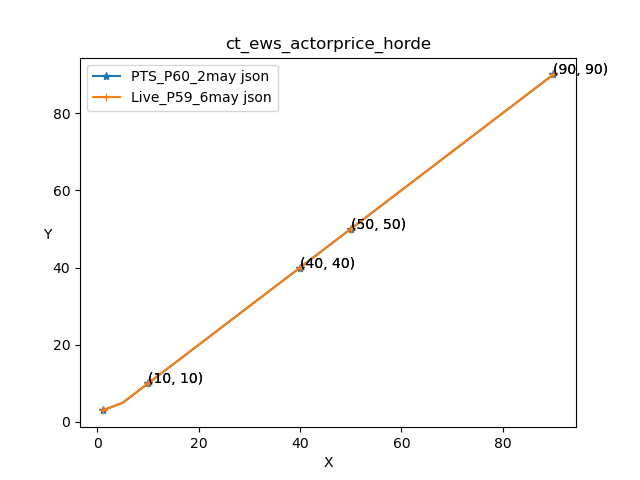 ct_ews_actorprice_horde
PTS_P60_2may json
Live_P59_6may json
(90, 90)
(50, 50)
(40, 40)
(10, 10)
Y
80
60
40
20
0
0 20 40 60 80
X